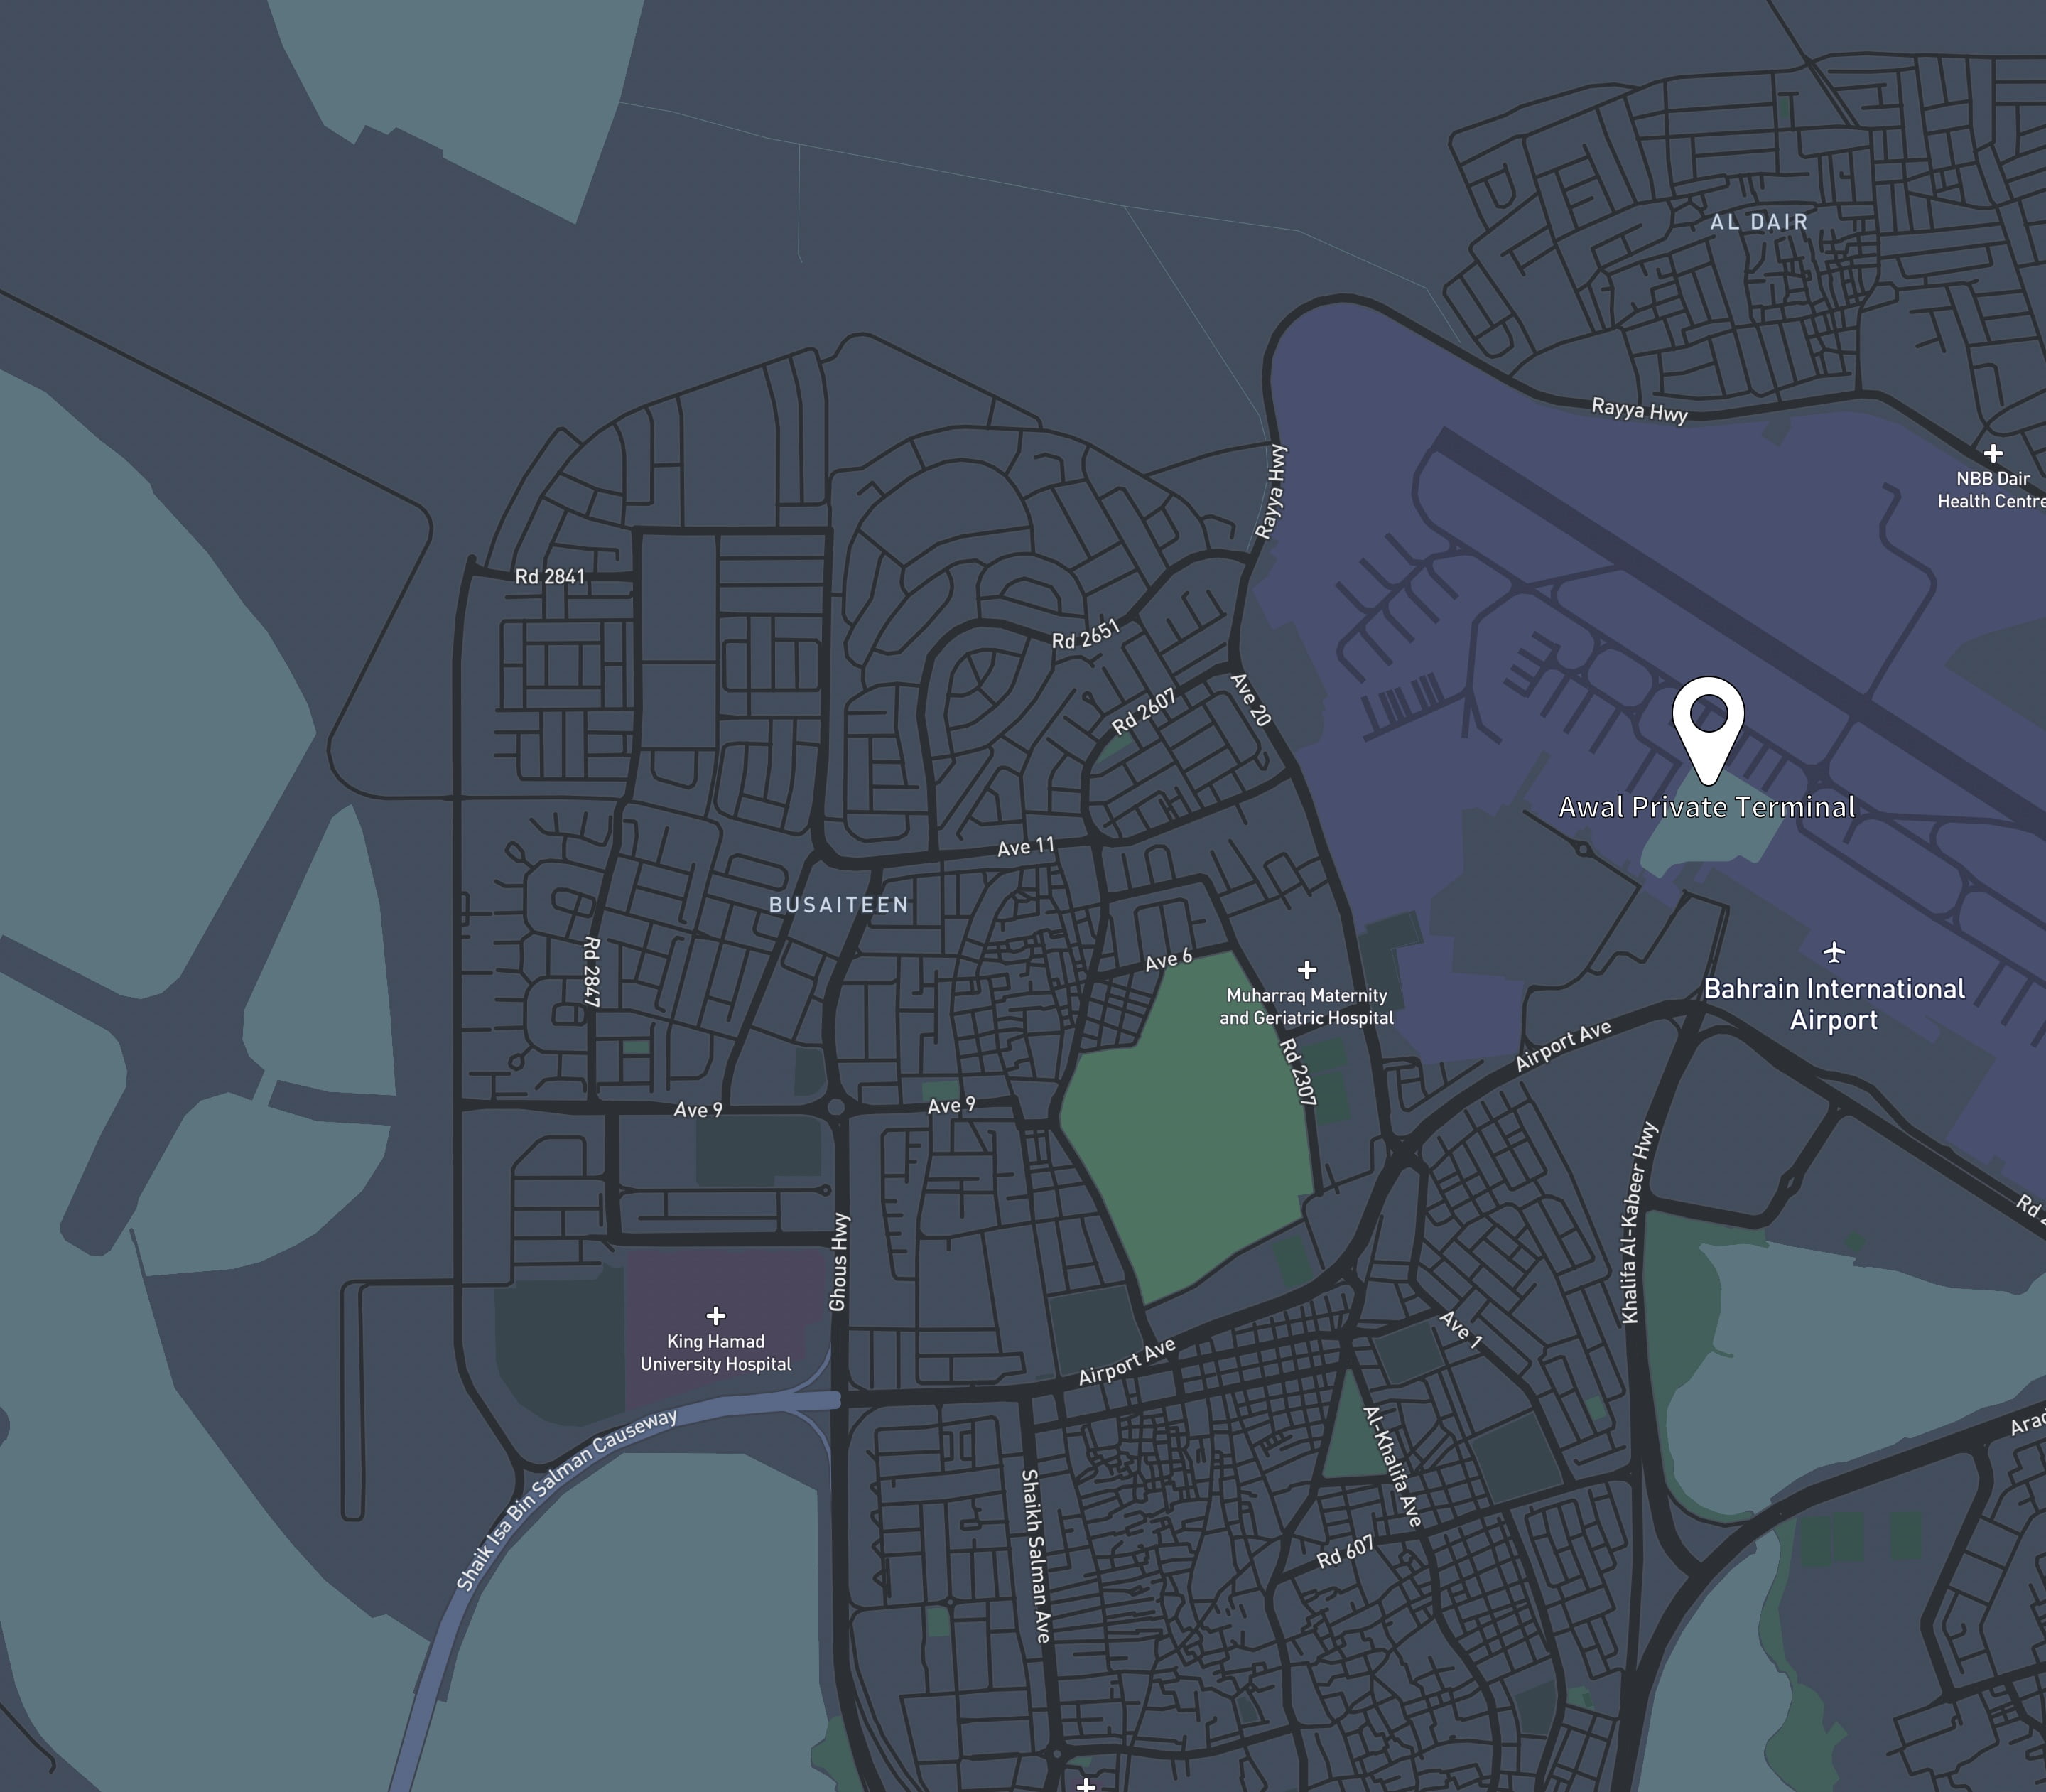 AL DAIR
Rayya Hwy
NBB Dair
Health Centre
Rayya Hwy
Rd 2841
Rd 2651
Rd 2607
Ave 20
Awal Private Terminal
Ave 11
BUSAITEEN
Rd 2847
Ave 6
Muharraq Maternity
and Geriatric Hospital
Bahrain International
Airport
Airport Ave
Rd 2307
Ave 9
Ave 9
Khalifa Al-Kabeer Hwy
Rd
Ghous Hwy
King Hamad
University Hospital
Ave 1
Airport Ave
Shaik Isa Bin Salman Causeway
Al-Khalifa Ave
Arad
Shaikh Salman Ave
Rd 607